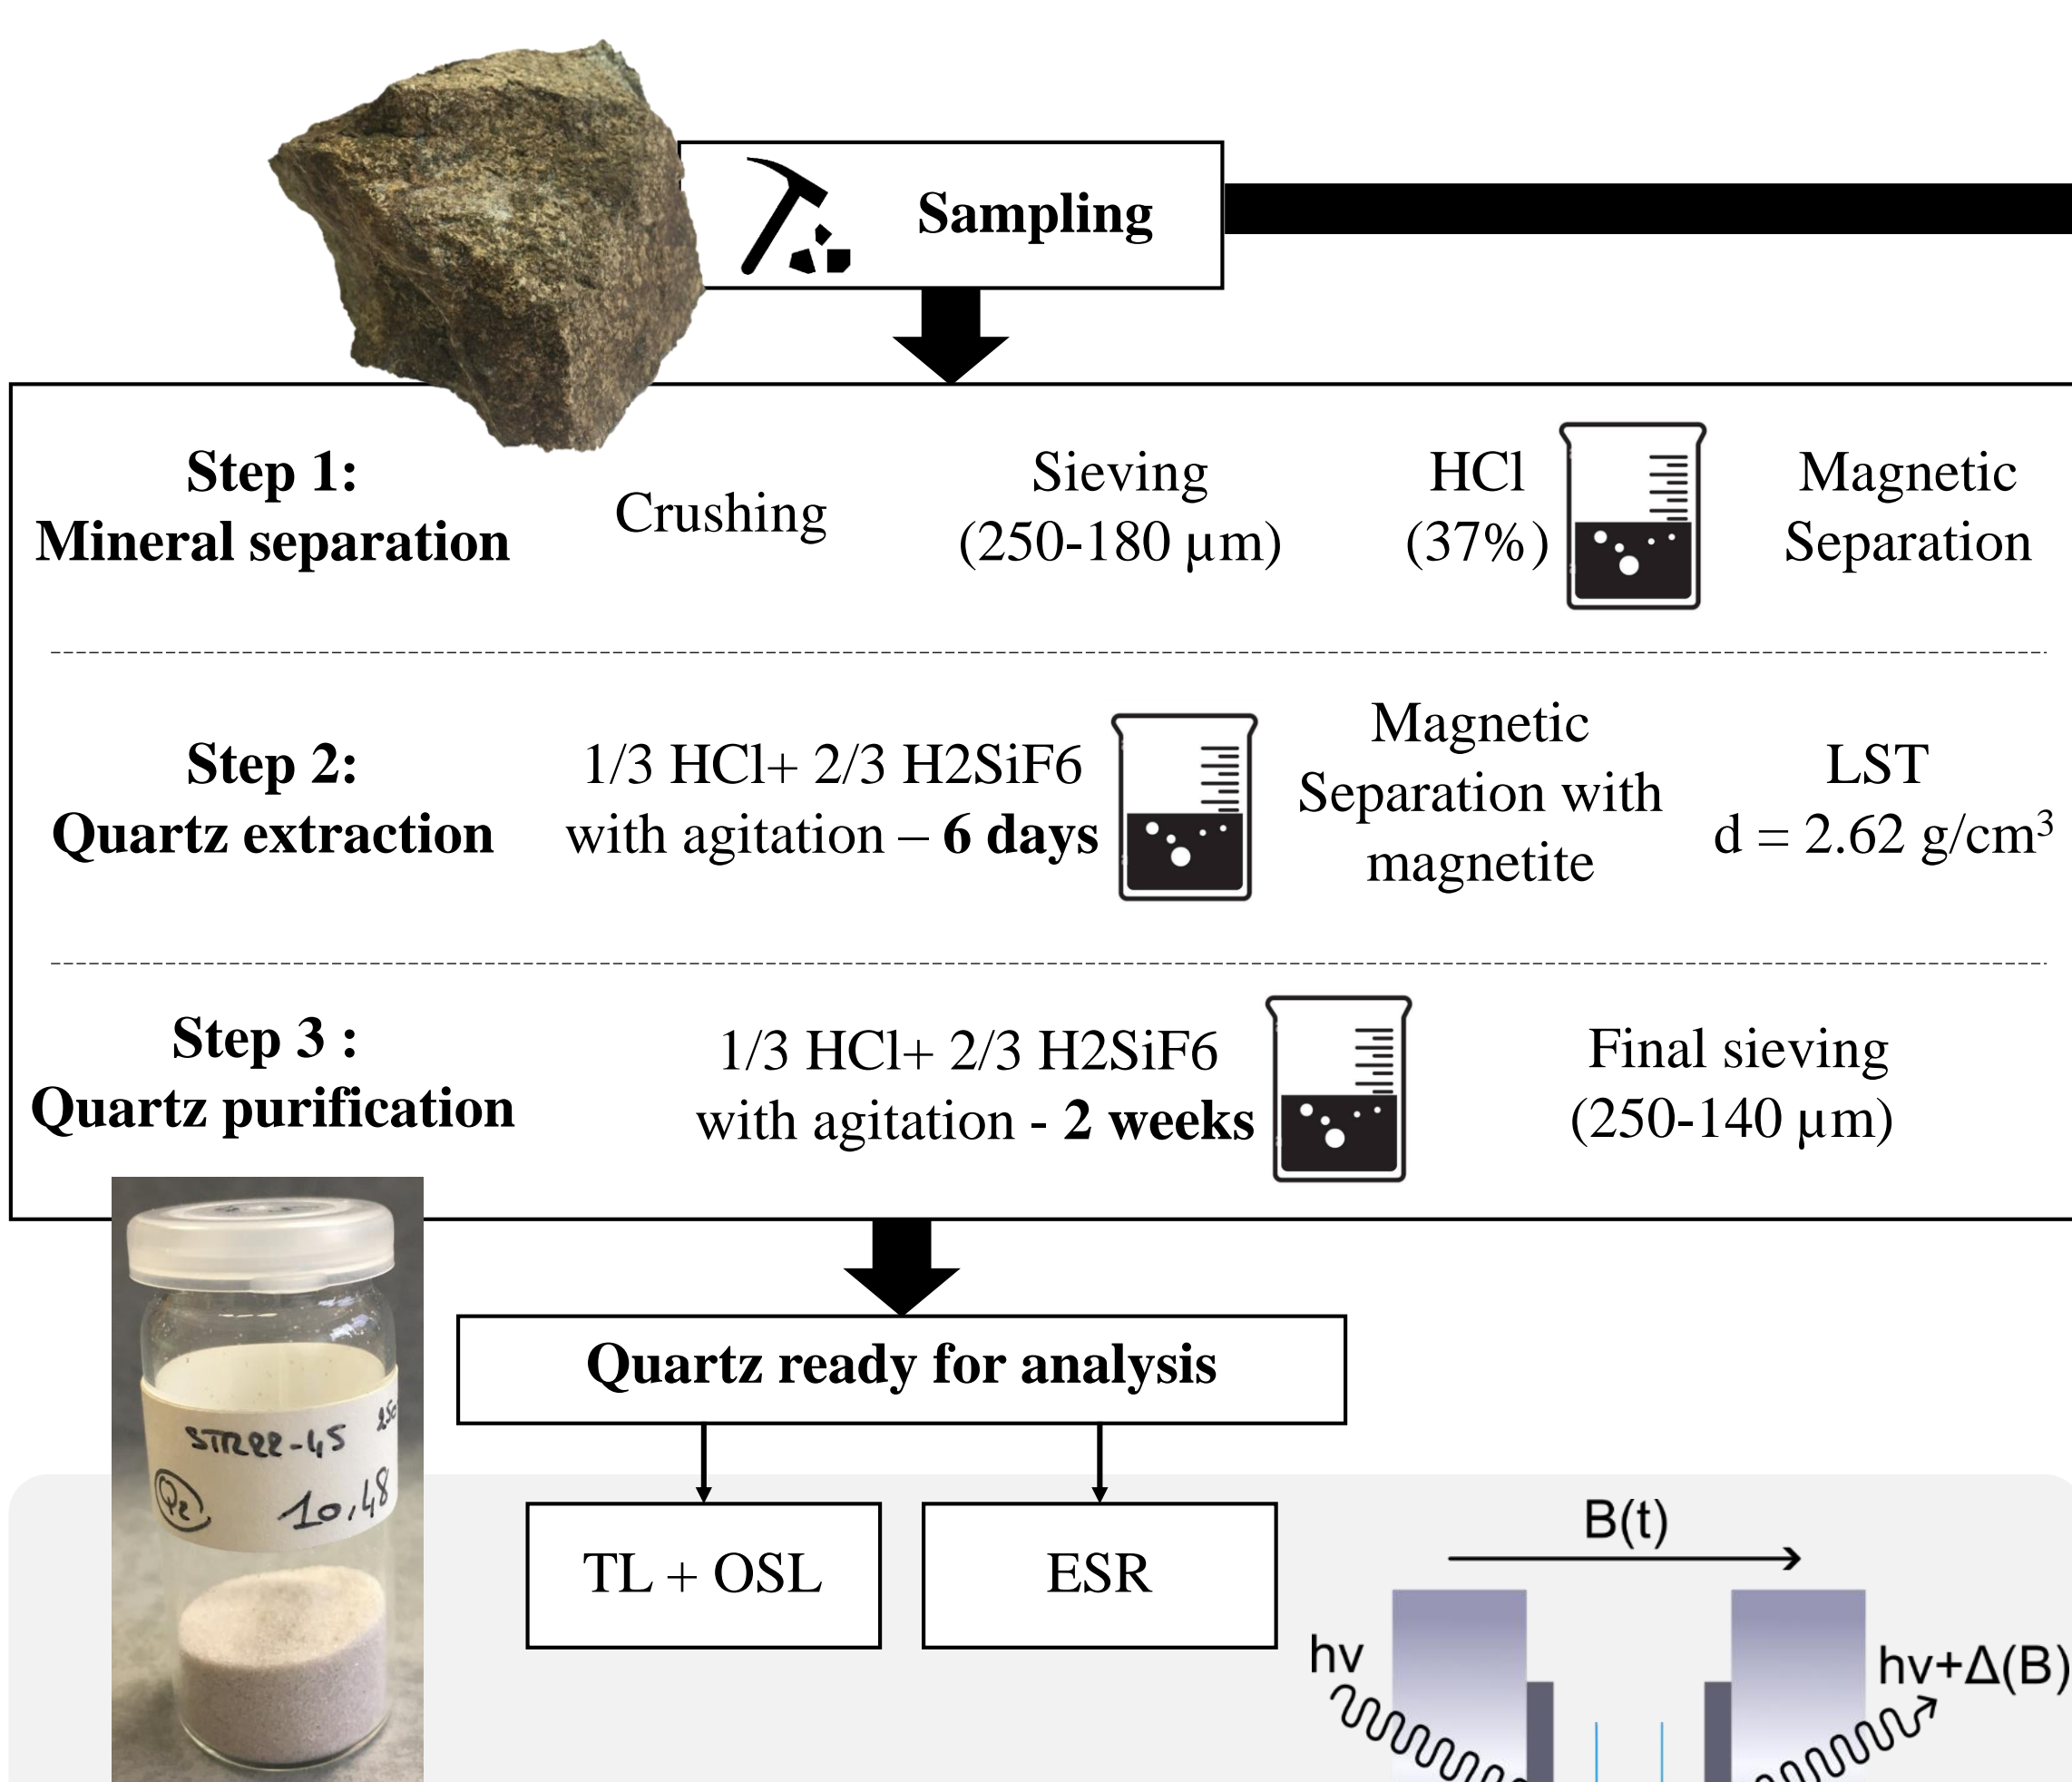 Sampling
Step 1:
Mineral separation
Crushing
Sieving
(250-180 µm)
HCl
(37%)
Magnetic
Separation
Step 2:
Quartz extraction
1/3 HCl+ 2/3 H2SiF6
with agitation – 6 days
Magnetic
Separation with
magnetite
LST
d = 2.62 g/cm³
Step 3 :
Quartz purification
1/3 HCl+ 2/3 H2SiF6
with agitation - 2 weeks
Final sieving
(250-140 µm)
Quartz ready for analysis
STR22-45
Qz
10,48
TL + OSL
ESR
B(t)
hν
hν+Δ(B)